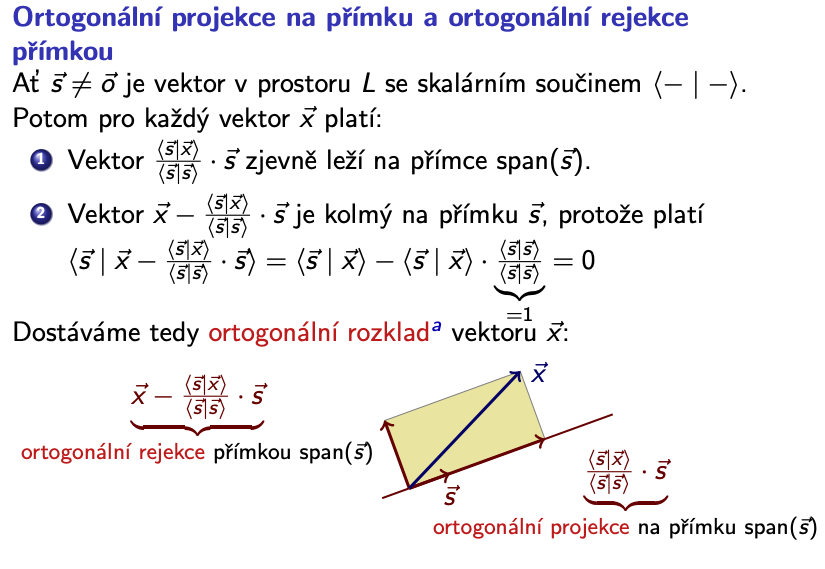 Ortogonální projekce na přímku a ortogonální rejekce
přímkou
Ať $\vec{s} \neq \vec{o}$ je vektor v prostoru $L$ se skalárním součinem $\langle - \mid - \rangle$.
Potom pro každý vektor $\vec{x}$ platí:
1 Vektor $\frac{\langle \vec{s} | \vec{x} \rangle}{\langle \vec{s} | \vec{s} \rangle} \cdot \vec{s}$ zjevně leží na přímce span($\vec{s}$).
2 Vektor $\vec{x} - \frac{\langle \vec{s} | \vec{x} \rangle}{\langle \vec{s} | \vec{s} \rangle} \cdot \vec{s}$ je kolmý na přímku $\vec{s}$, protože platí
$\langle \vec{s} \mid \vec{x} - \frac{\langle \vec{s} | \vec{x} \rangle}{\langle \vec{s} | \vec{s} \rangle} \cdot \vec{s} \rangle = \langle \vec{s} \mid \vec{x} \rangle - \langle \vec{s} \mid \vec{x} \rangle \cdot \underbrace{\frac{\langle \vec{s} | \vec{s} \rangle}{\langle \vec{s} | \vec{s} \rangle}}_{=1} = 0$
Dostáváme tedy ortogonální rozklad$^a$ vektoru $\vec{x}$:
$\vec{x}$
$\vec{x} - \frac{\langle \vec{s} | \vec{x} \rangle}{\langle \vec{s} | \vec{s} \rangle} \cdot \vec{s}$
ortogonální rejekce přímkou span($\vec{s}$)
$\vec{s}$
$\frac{\langle \vec{s} | \vec{x} \rangle}{\langle \vec{s} | \vec{s} \rangle} \cdot \vec{s}$
ortogonální projekce na přímku span($\vec{s}$)